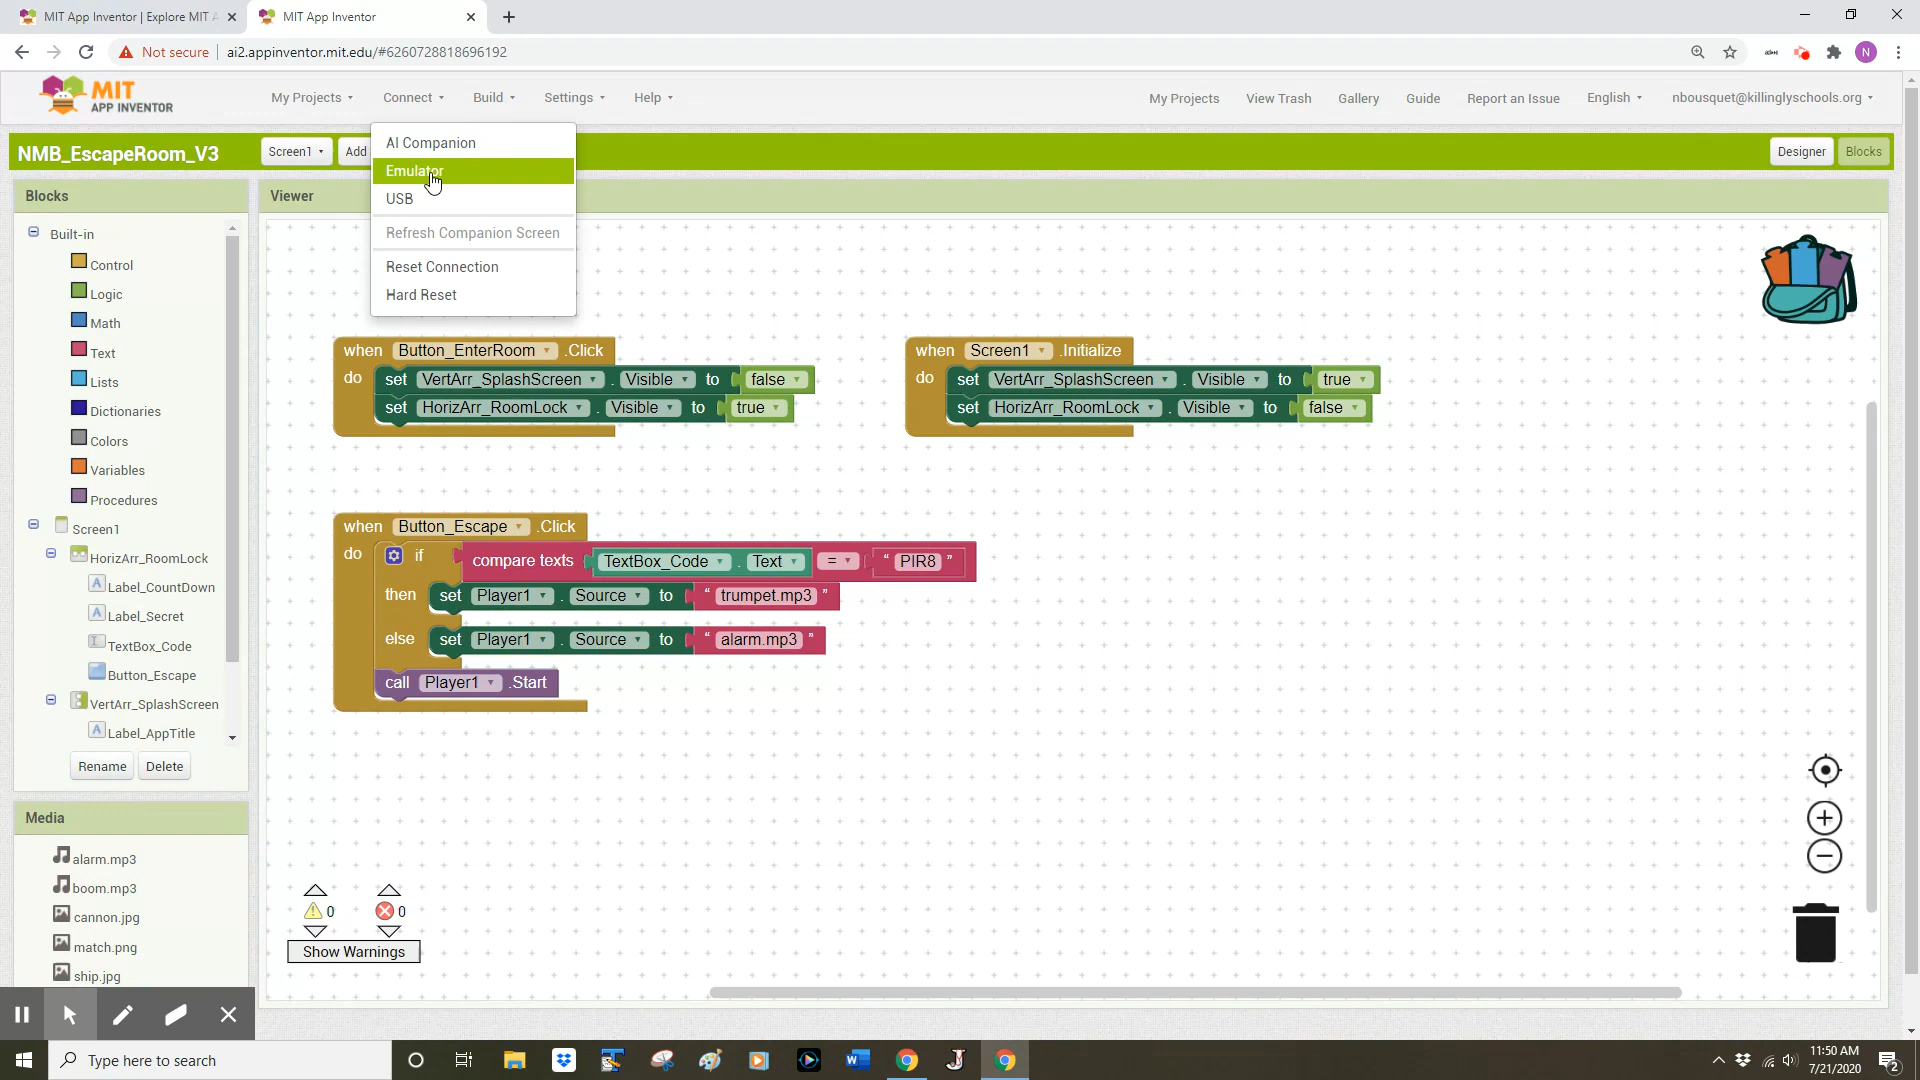 MIT App Inventor | Explore MIT A
MIT App Inventor
Not secure | ai2.appinventor.mit.edu/#6260728818696192
N
MIT
APP INVENTOR
My Projects Connect Build Settings Help
My Projects View Trash Gallery Guide Report an Issue English nbousquet@killinglyschools.org
NMB_EscapeRoom_V3 Screen1 Add Designer Blocks
AI Companion
Emulator
USB
Refresh Companion Screen
Reset Connection
Hard Reset
Blocks
Built-in
Control
Logic
Math
Text
Lists
Dictionaries
Colors
Variables
Procedures
Screen1
HorizArr_RoomLock
A Label_CountDown
A Label_Secret
TextBox_Code
Button_Escape
VertArr_SplashScreen
A Label_AppTitle
Rename Delete
Media
alarm.mp3
boom.mp3
cannon.jpg
match.png
ship.jpg
Viewer
when Button_EnterRoom .Click
do set VertArr_SplashScreen . Visible to false
set HorizArr_RoomLock . Visible to true
when Screen1 .Initialize
do set VertArr_SplashScreen . Visible to true
set HorizArr_RoomLock . Visible to false
when Button_Escape .Click
do if compare texts TextBox_Code . Text = “ PIR8 ”
then set Player1 . Source to “ trumpet.mp3 ”
else set Player1 . Source to “ alarm.mp3 ”
call Player1 .Start
0 0
Show Warnings
Type here to search
11:50 AM
7/21/2020
2